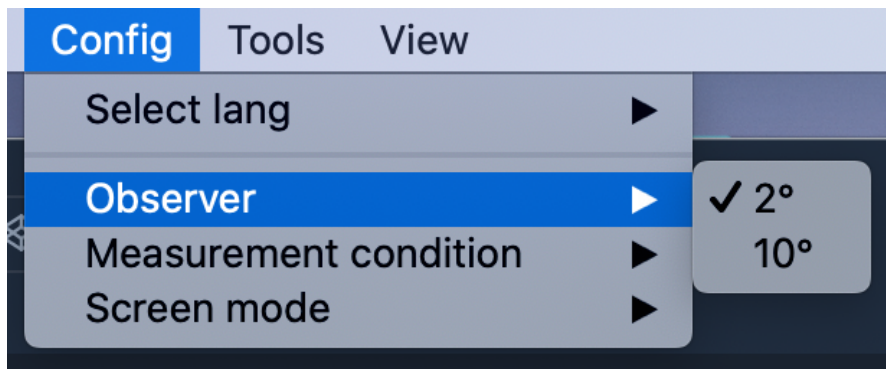 Config Tools View
Select lang
Observer
✓ 2°
10°
Measurement condition
Screen mode